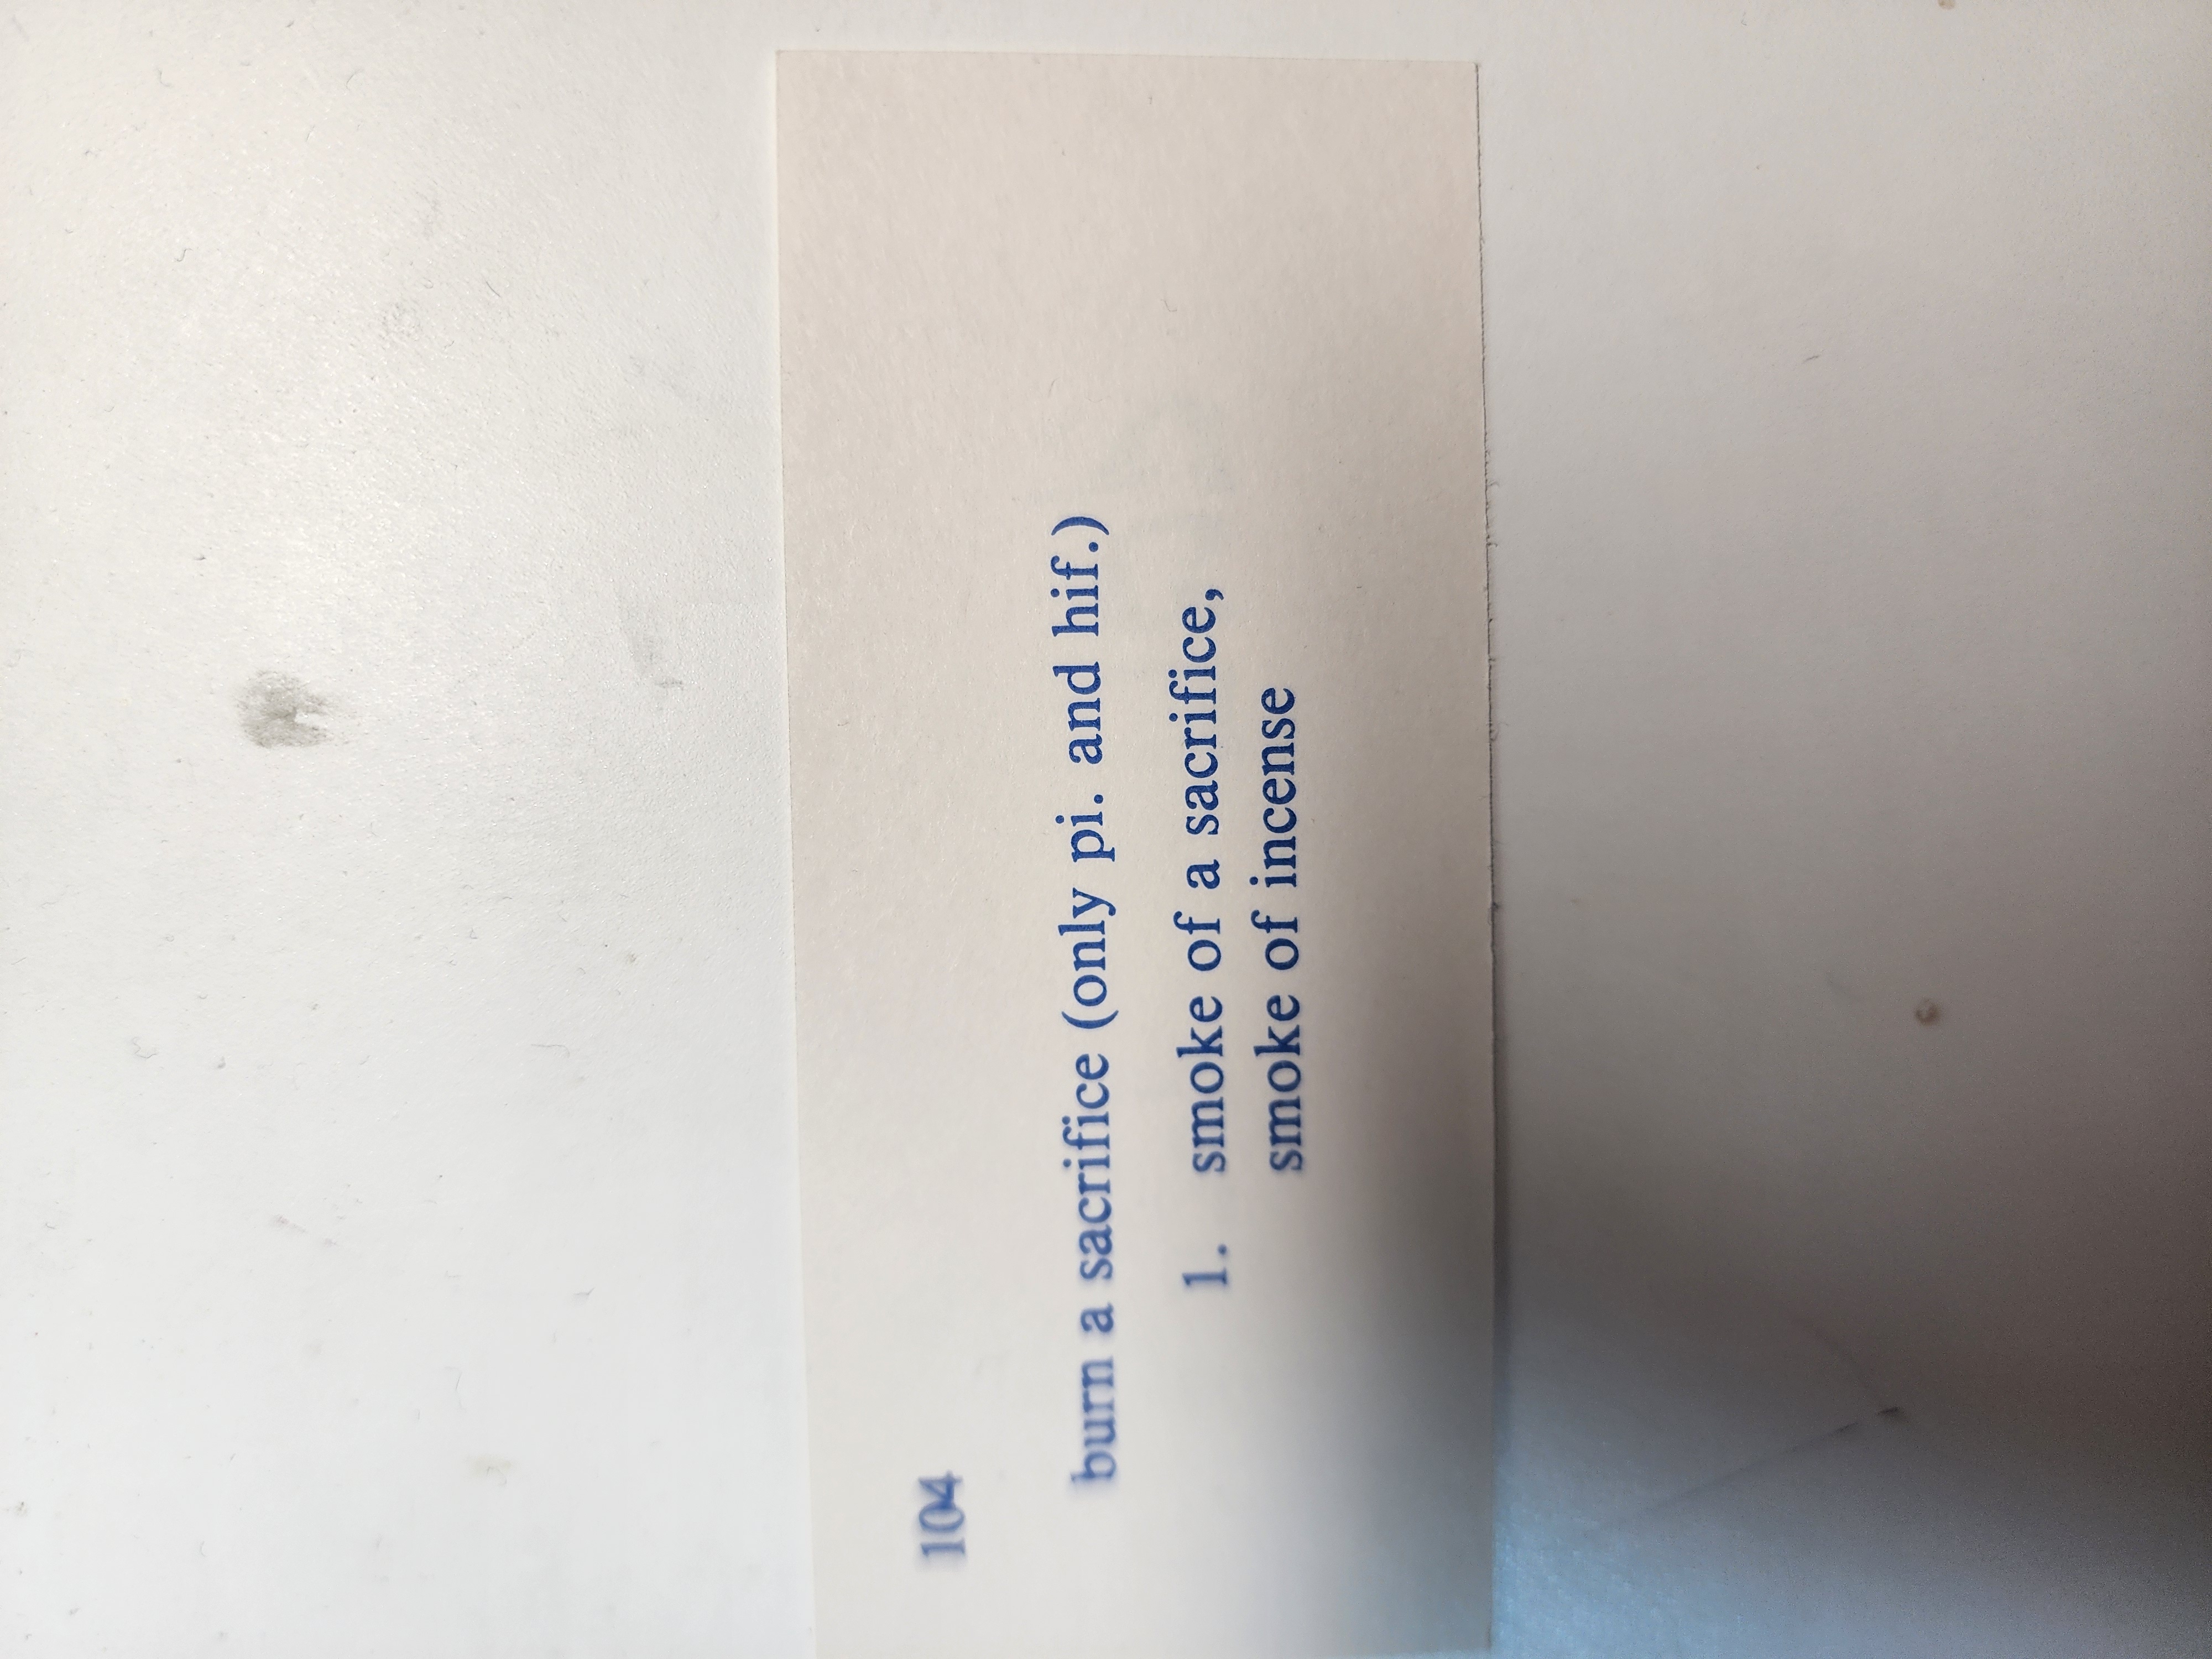 104
burn a sacrifice (only pi. and hif.)
1. smoke of a sacrifice,
smoke of incense